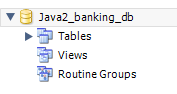 Java2_banking_db
Tables
Views
Routine Groups